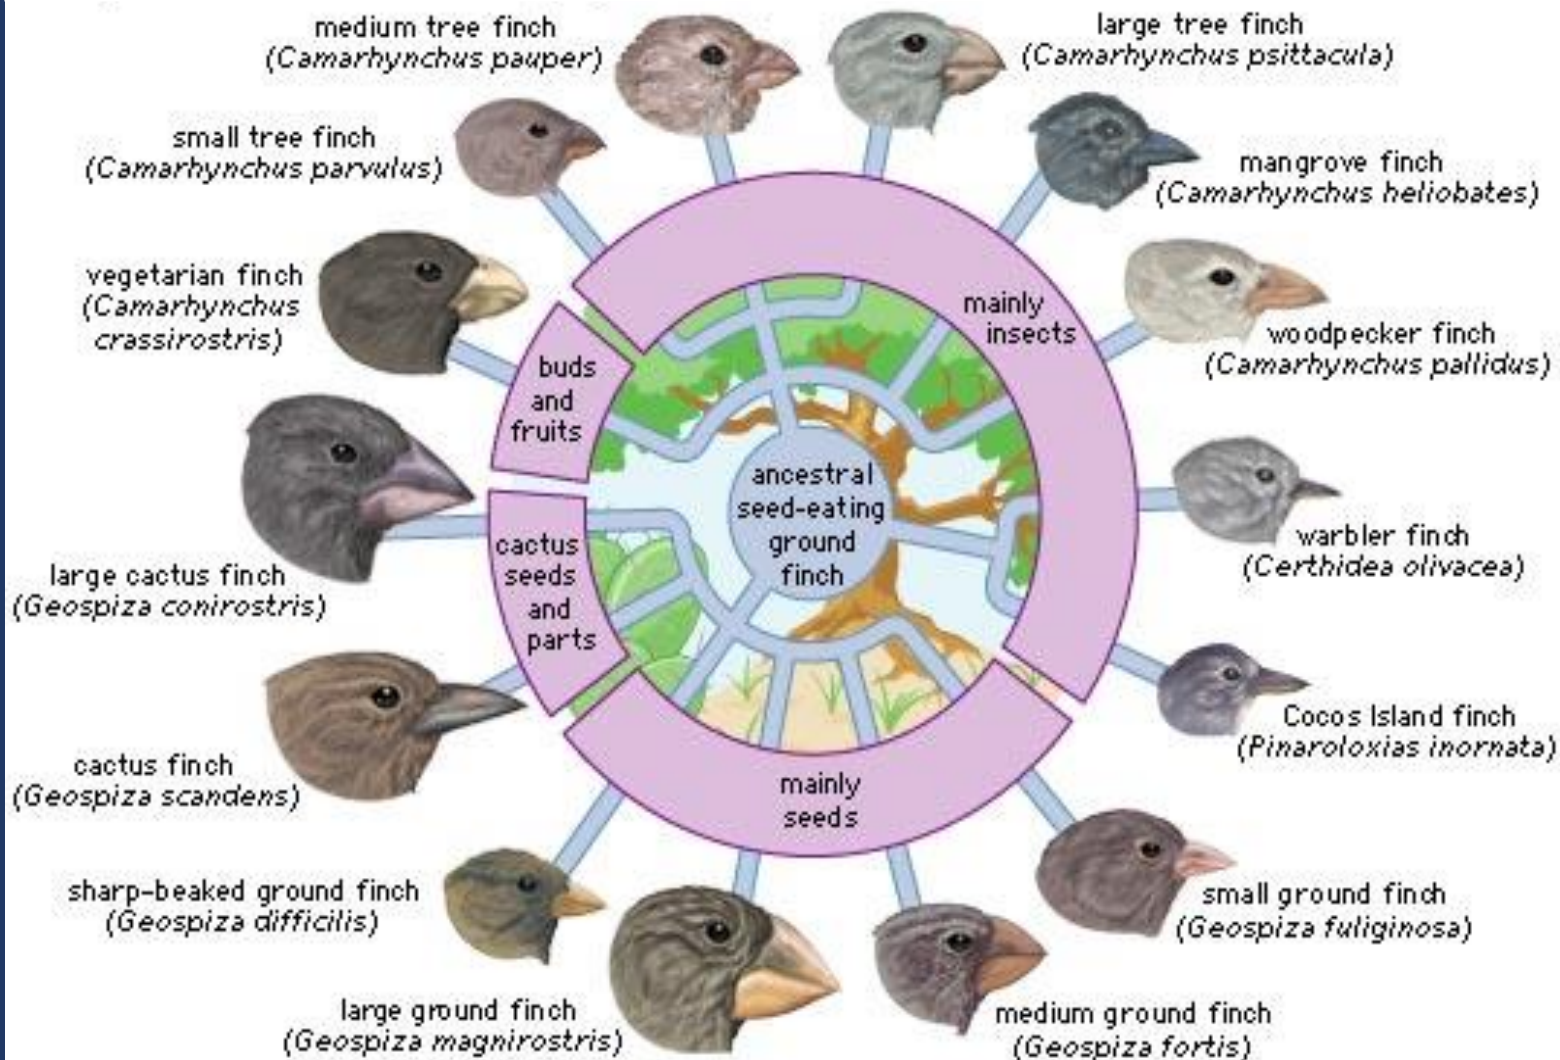 medium tree finch
(Camarhynchus pauper)
large tree finch
(Camarhynchus psittacula)
small tree finch
(Camarhynchus parvulus)
mangrove finch
(Camarhynchus heliobates)
vegetarian finch
(Camarhynchus
crassirostris)
woodpecker finch
(Camarhynchus pallidus)
mainly
insects
buds
and
fruits
ancestral
seed-eating
ground
finch
cactus
seeds
and
parts
mainly
seeds
large cactus finch
(Geospiza conirostris)
warbler finch
(Certhidea olivacea)
cactus finch
(Geospiza scandens)
Cocos Island finch
(Pinaroloxias inornata)
sharp-beaked ground finch
(Geospiza difficilis)
small ground finch
(Geospiza fuliginosa)
large ground finch
(Geospiza magnirostris)
medium ground finch
(Geospiza fortis)